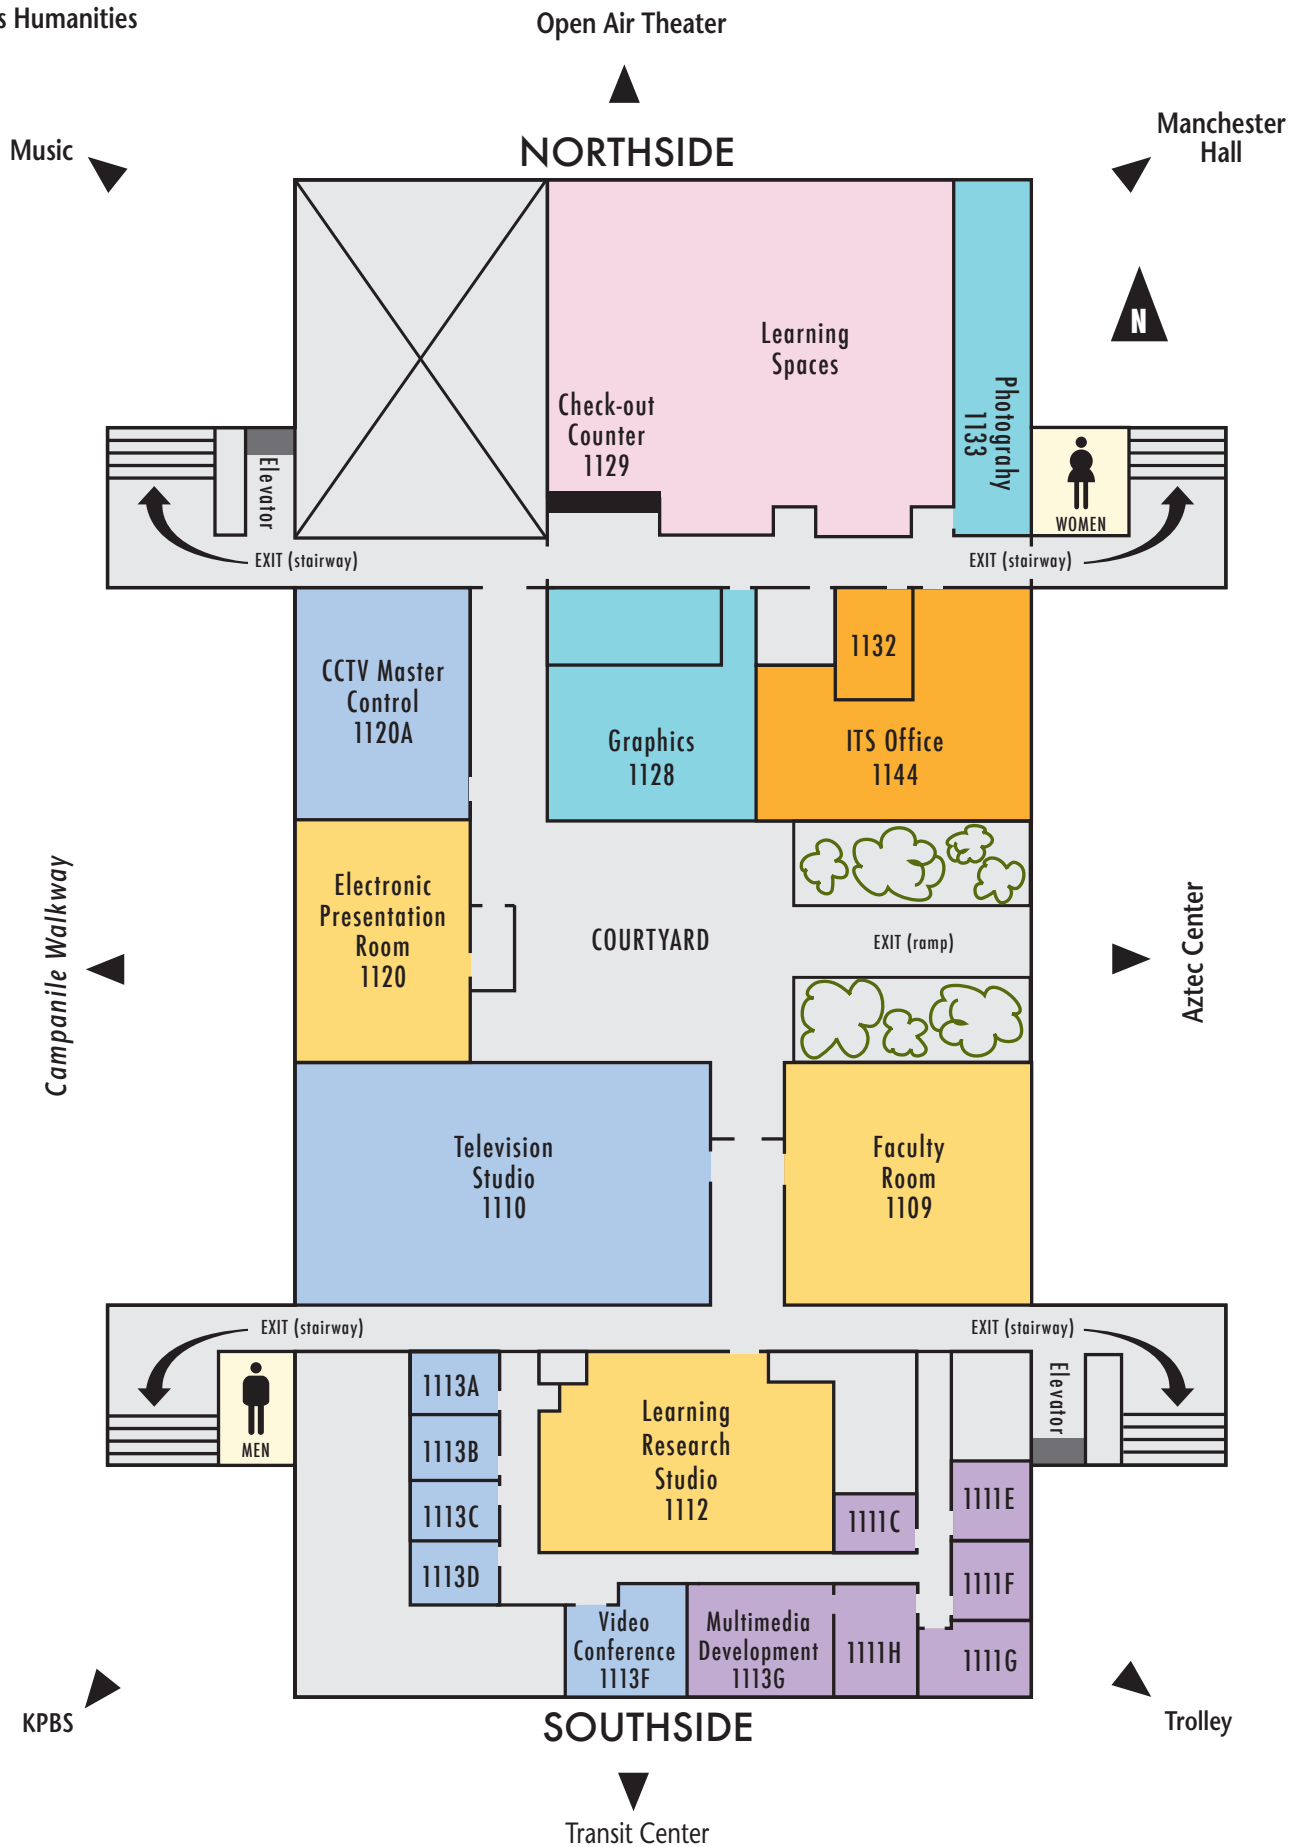 s Humanities
Open Air Theater
Music
NORTHSIDE
Manchester
Hall
N
Learning
Spaces
Check-out
Counter
1129
Photograhy
1133
Elevator
WOMEN
EXIT (stairway)
EXIT (stairway)
CCTV Master
Control
1120A
1132
Graphics
1128
ITS Office
1144
Electronic
Presentation
Room
1120
COURTYARD
EXIT (ramp)
Campanile Walkway
Aztec Center
Television
Studio
1110
Faculty
Room
1109
EXIT (stairway)
EXIT (stairway)
MEN
1113A
1113B
1113C
1113D
Learning
Research
Studio
1112
Elevator
1111C
1111E
1111F
1111G
1111H
Video
Conference
1113F
Multimedia
Development
1113G
KPBS
SOUTHSIDE
Trolley
Transit Center